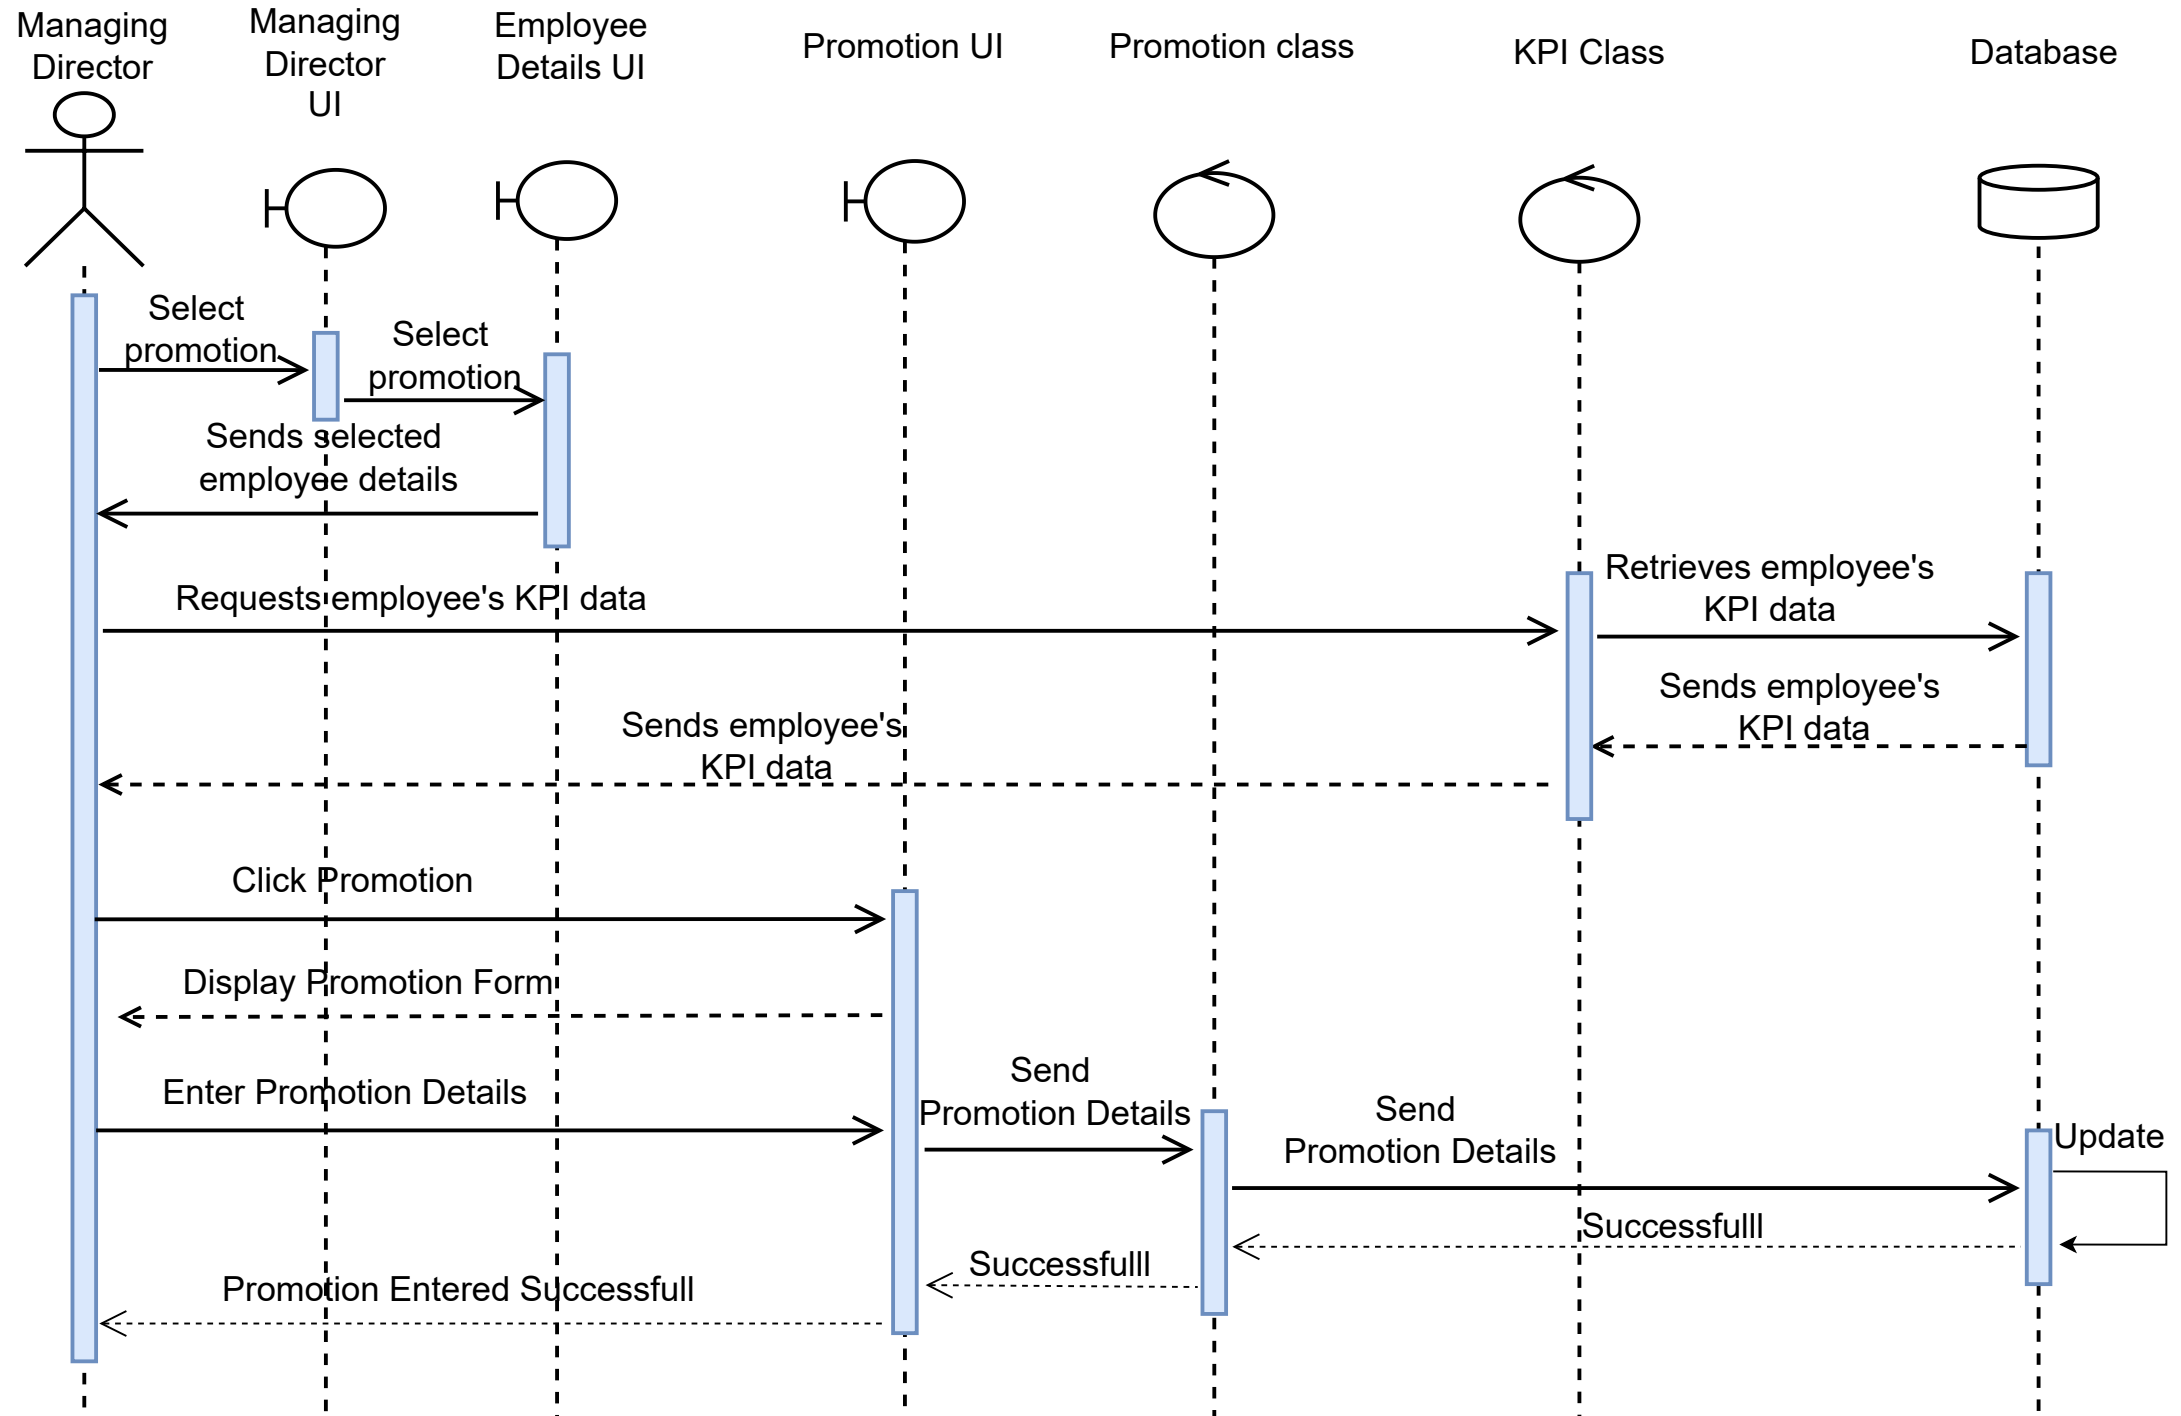 Managing
Director
Managing
Director
UI
Employee
Details UI
Promotion UI
Promotion class
KPI Class
Database
Select
promotion
Select
promotion
Sends selected
employee details
Requests employee's KPI data
Retrieves employee's
KPI data
Sends employee's
KPI data
Sends employee's
KPI data
Click Promotion
Display Promotion Form
Enter Promotion Details
Send
Promotion Details
Send
Promotion Details
Update
Successfulll
Successfulll
Promotion Entered Successfull